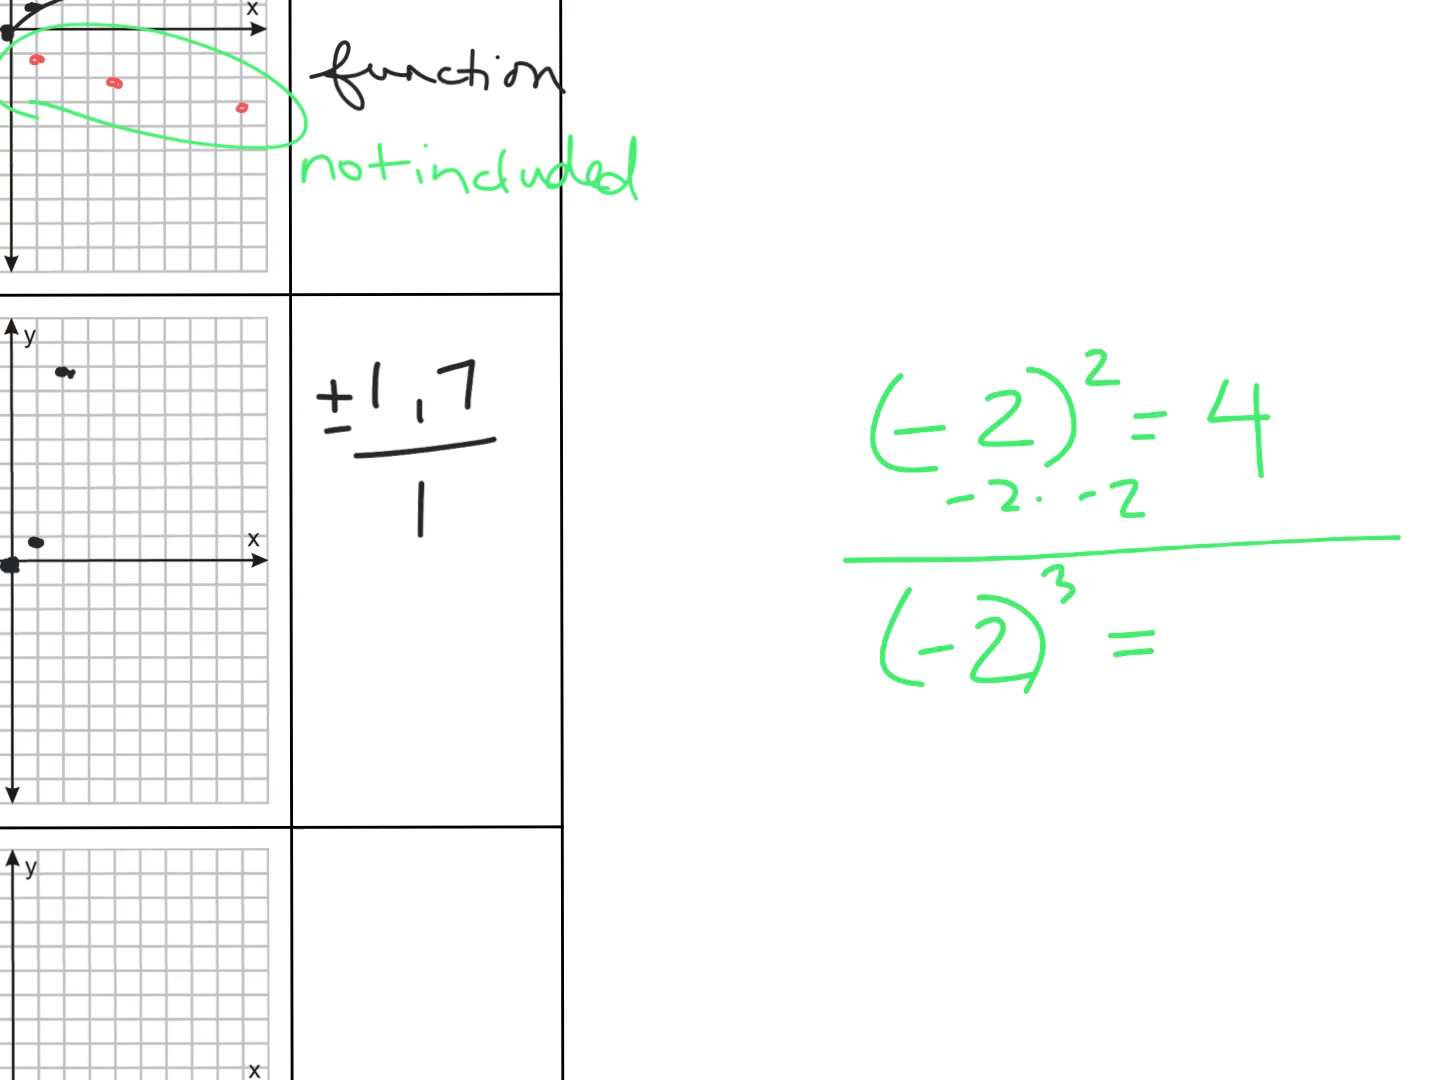 x
function
not included
y
±1, 7
1
x
(-2)² = 4
-2 · -2
(-2)³ =
y
x